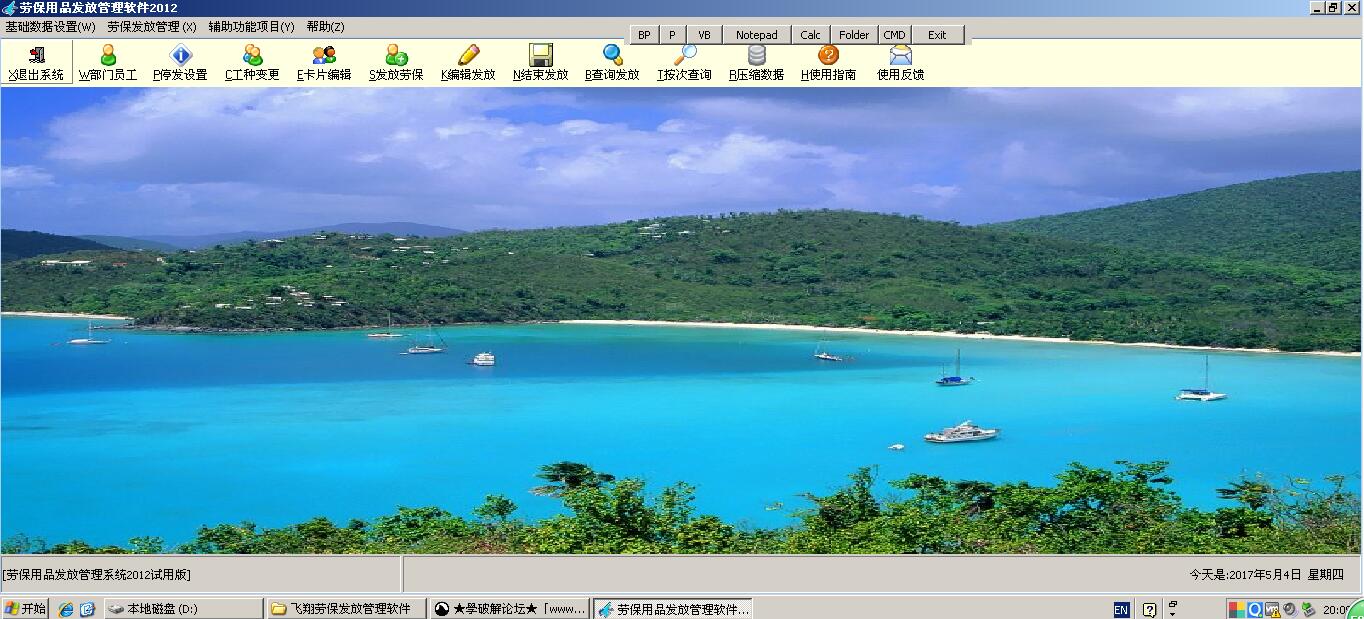 劳保用品发放管理软件2012
基础数据设置(W) 劳保发放管理(X) 辅助功能项目(Y) 帮助(Z)
BP P VB Notepad Calc Folder CMD Exit
X退出系统 W部门员工 P停发设置 C工种变更 E卡片编辑 S发放劳保 K编辑发放 N结束发放 B查询发放 T按次查询 R压缩数据 H使用指南 使用反馈
[劳保用品发放管理系统2012试用版]
今天是:2017年5月4日 星期四
开始 本地磁盘 (D:) 飞翔劳保发放管理软件 ★學破解论坛★「www... 劳保用品发放管理软件... EN